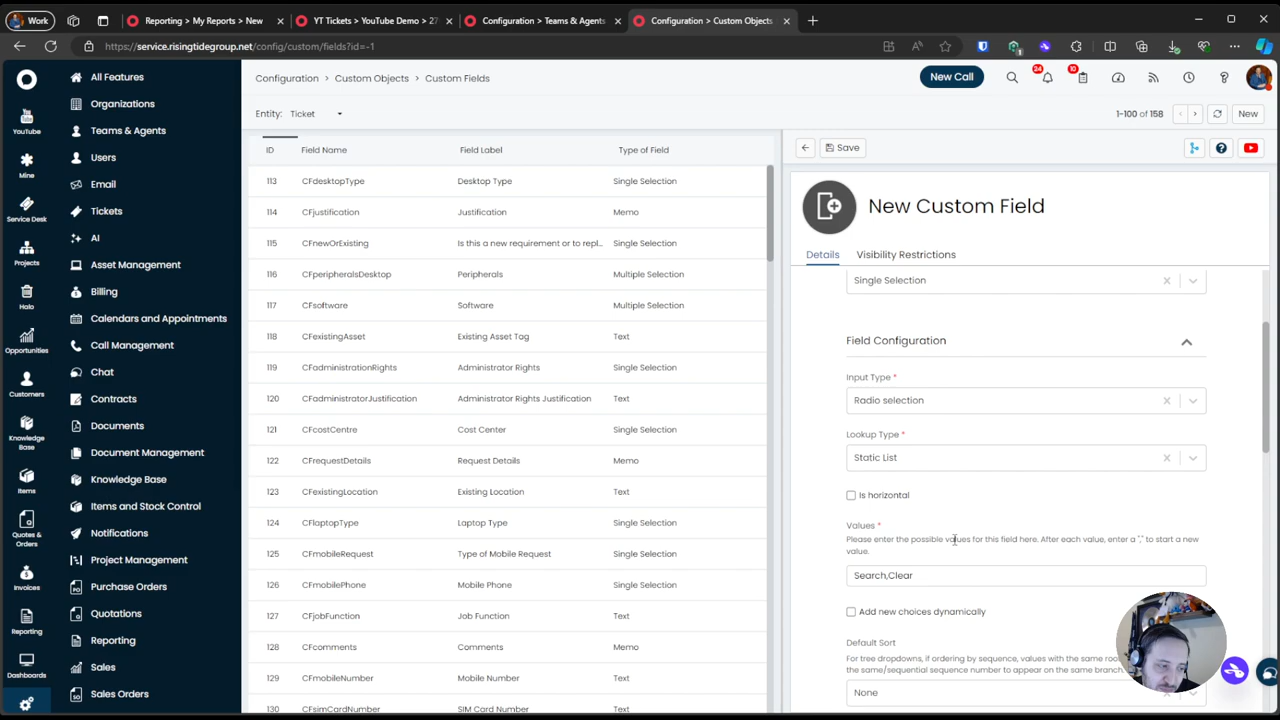 Work
Reporting > My Reports > New
YT Tickets > YouTube Demo > 27
Configuration > Teams & Agents
Configuration > Custom Objects
https://service.risingtidegroup.net/config/custom/fields?id=-1
YouTube
Mine
Service Desk
Projects
Halo
Opportunities
Customers
Knowledge
Base
Items
Quotes &
Orders
Invoices
Reporting
Dashboards
All Features
Organizations
Teams & Agents
Users
Email
Tickets
AI
Asset Management
Billing
Calendars and Appointments
Call Management
Chat
Contracts
Documents
Document Management
Knowledge Base
Items and Stock Control
Notifications
Project Management
Purchase Orders
Quotations
Reporting
Sales
Sales Orders
Configuration > Custom Objects > Custom Fields
New Call
24
10
Entity: Ticket
1-100 of 158
New
ID Field Name Field Label Type of Field
113 CFdesktopType Desktop Type Single Selection
114 CFjustification Justification Memo
115 CFnewOrExisting Is this a new requirement or to repl... Single Selection
116 CFperipheralsDesktop Peripherals Multiple Selection
117 CFsoftware Software Multiple Selection
118 CFexistingAsset Existing Asset Tag Text
119 CFadministrationRights Administrator Rights Single Selection
120 CFadministratorJustification Administrator Rights Justification Text
121 CFcostCentre Cost Center Single Selection
122 CFrequestDetails Request Details Memo
123 CFexistingLocation Existing Location Text
124 CFlaptopType Laptop Type Single Selection
125 CFmobileRequest Type of Mobile Request Single Selection
126 CFmobilePhone Mobile Phone Single Selection
127 CFjobFunction Job Function Text
128 CFcomments Comments Memo
129 CFmobileNumber Mobile Number Text
130 CFsimCardNumber SIM Card Number Text
Save
New Custom Field
Details Visibility Restrictions
Single Selection
Field Configuration
Input Type *
Radio selection
Lookup Type *
Static List
Is horizontal
Values *
Please enter the possible values for this field here. After each value, enter a "," to start a new
value.
Search,Clear
Add new choices dynamically
Default Sort
For tree dropdowns, if ordering by sequence, values with the same roo
the same/sequential sequence number to appear on the same branch.
None